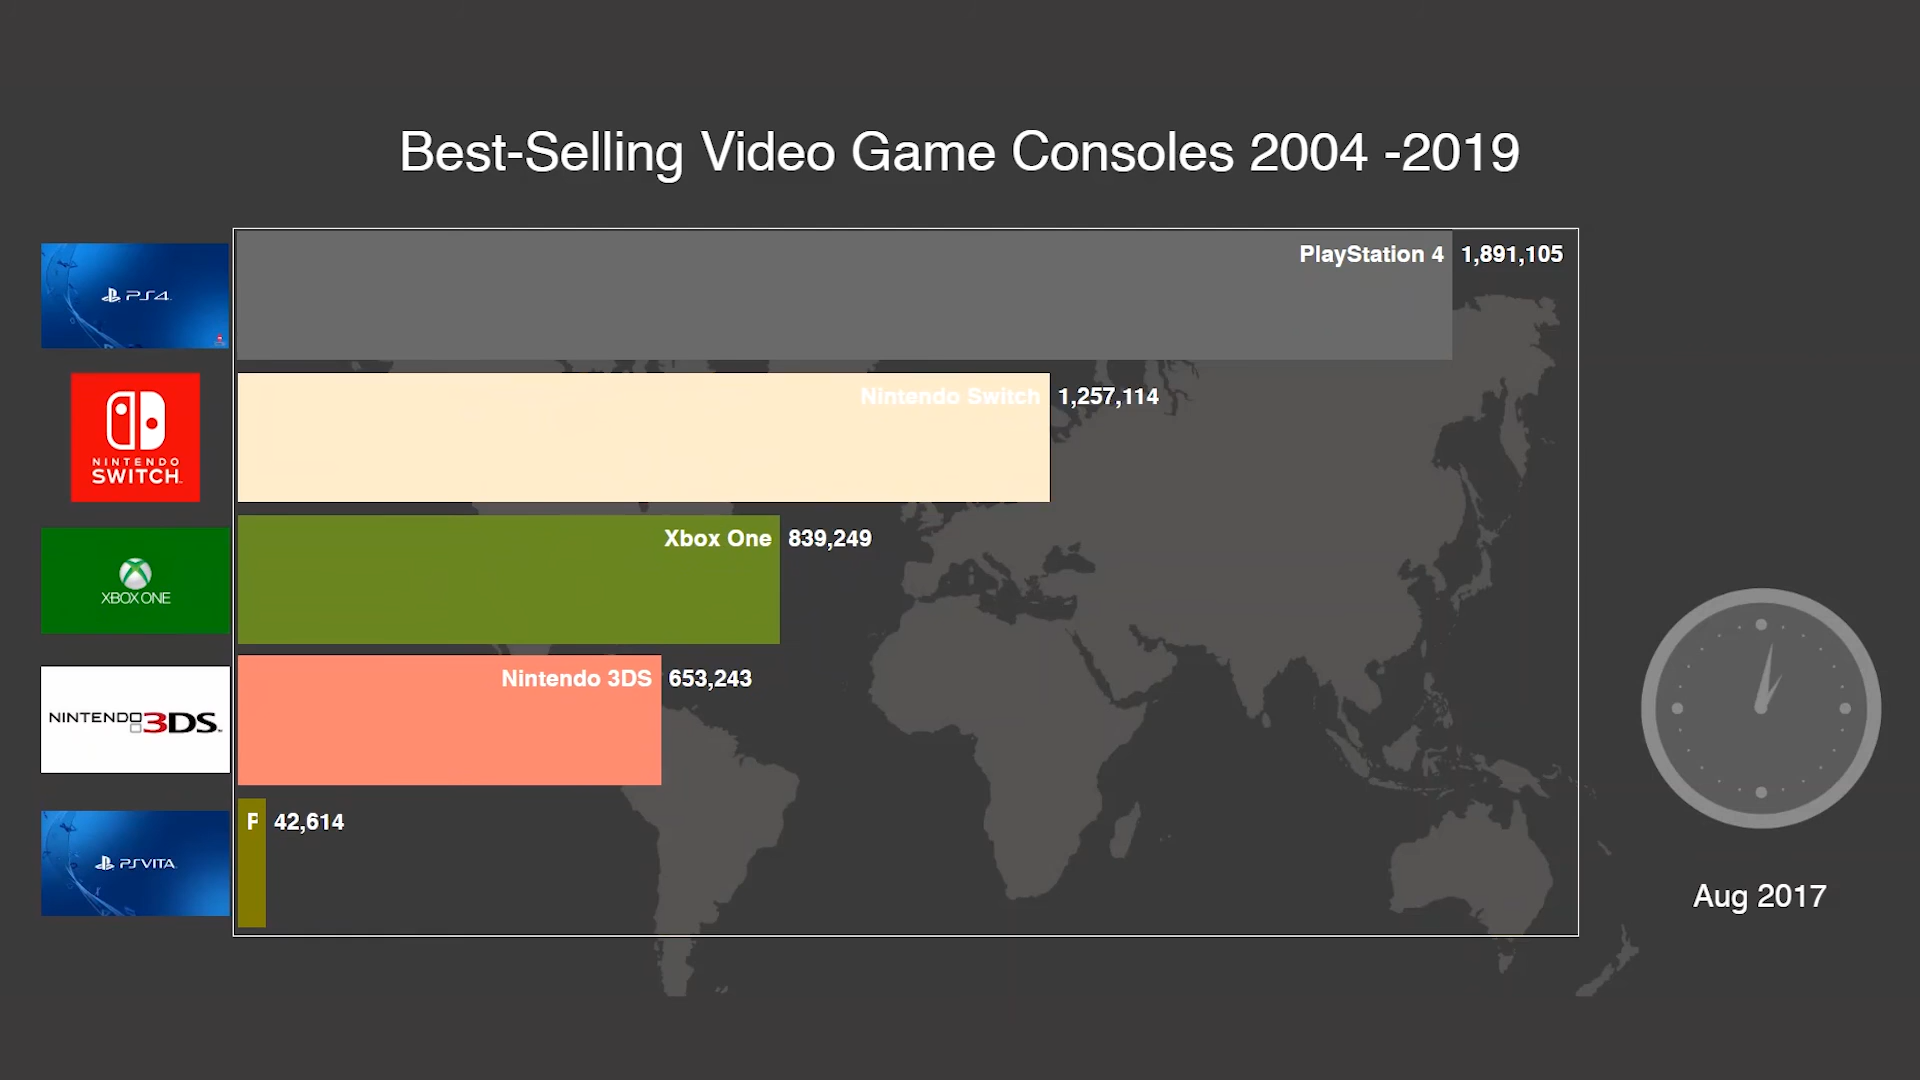 Best-Selling Video Game Consoles 2004 -2019
PS4
PlayStation 4 1,891,105
NINTENDO
SWITCH
Nintendo Switch 1,257,114
XBOX ONE
Xbox One 839,249
NINTENDO3DS
Nintendo 3DS 653,243
PSVITA
P 42,614
Aug 2017